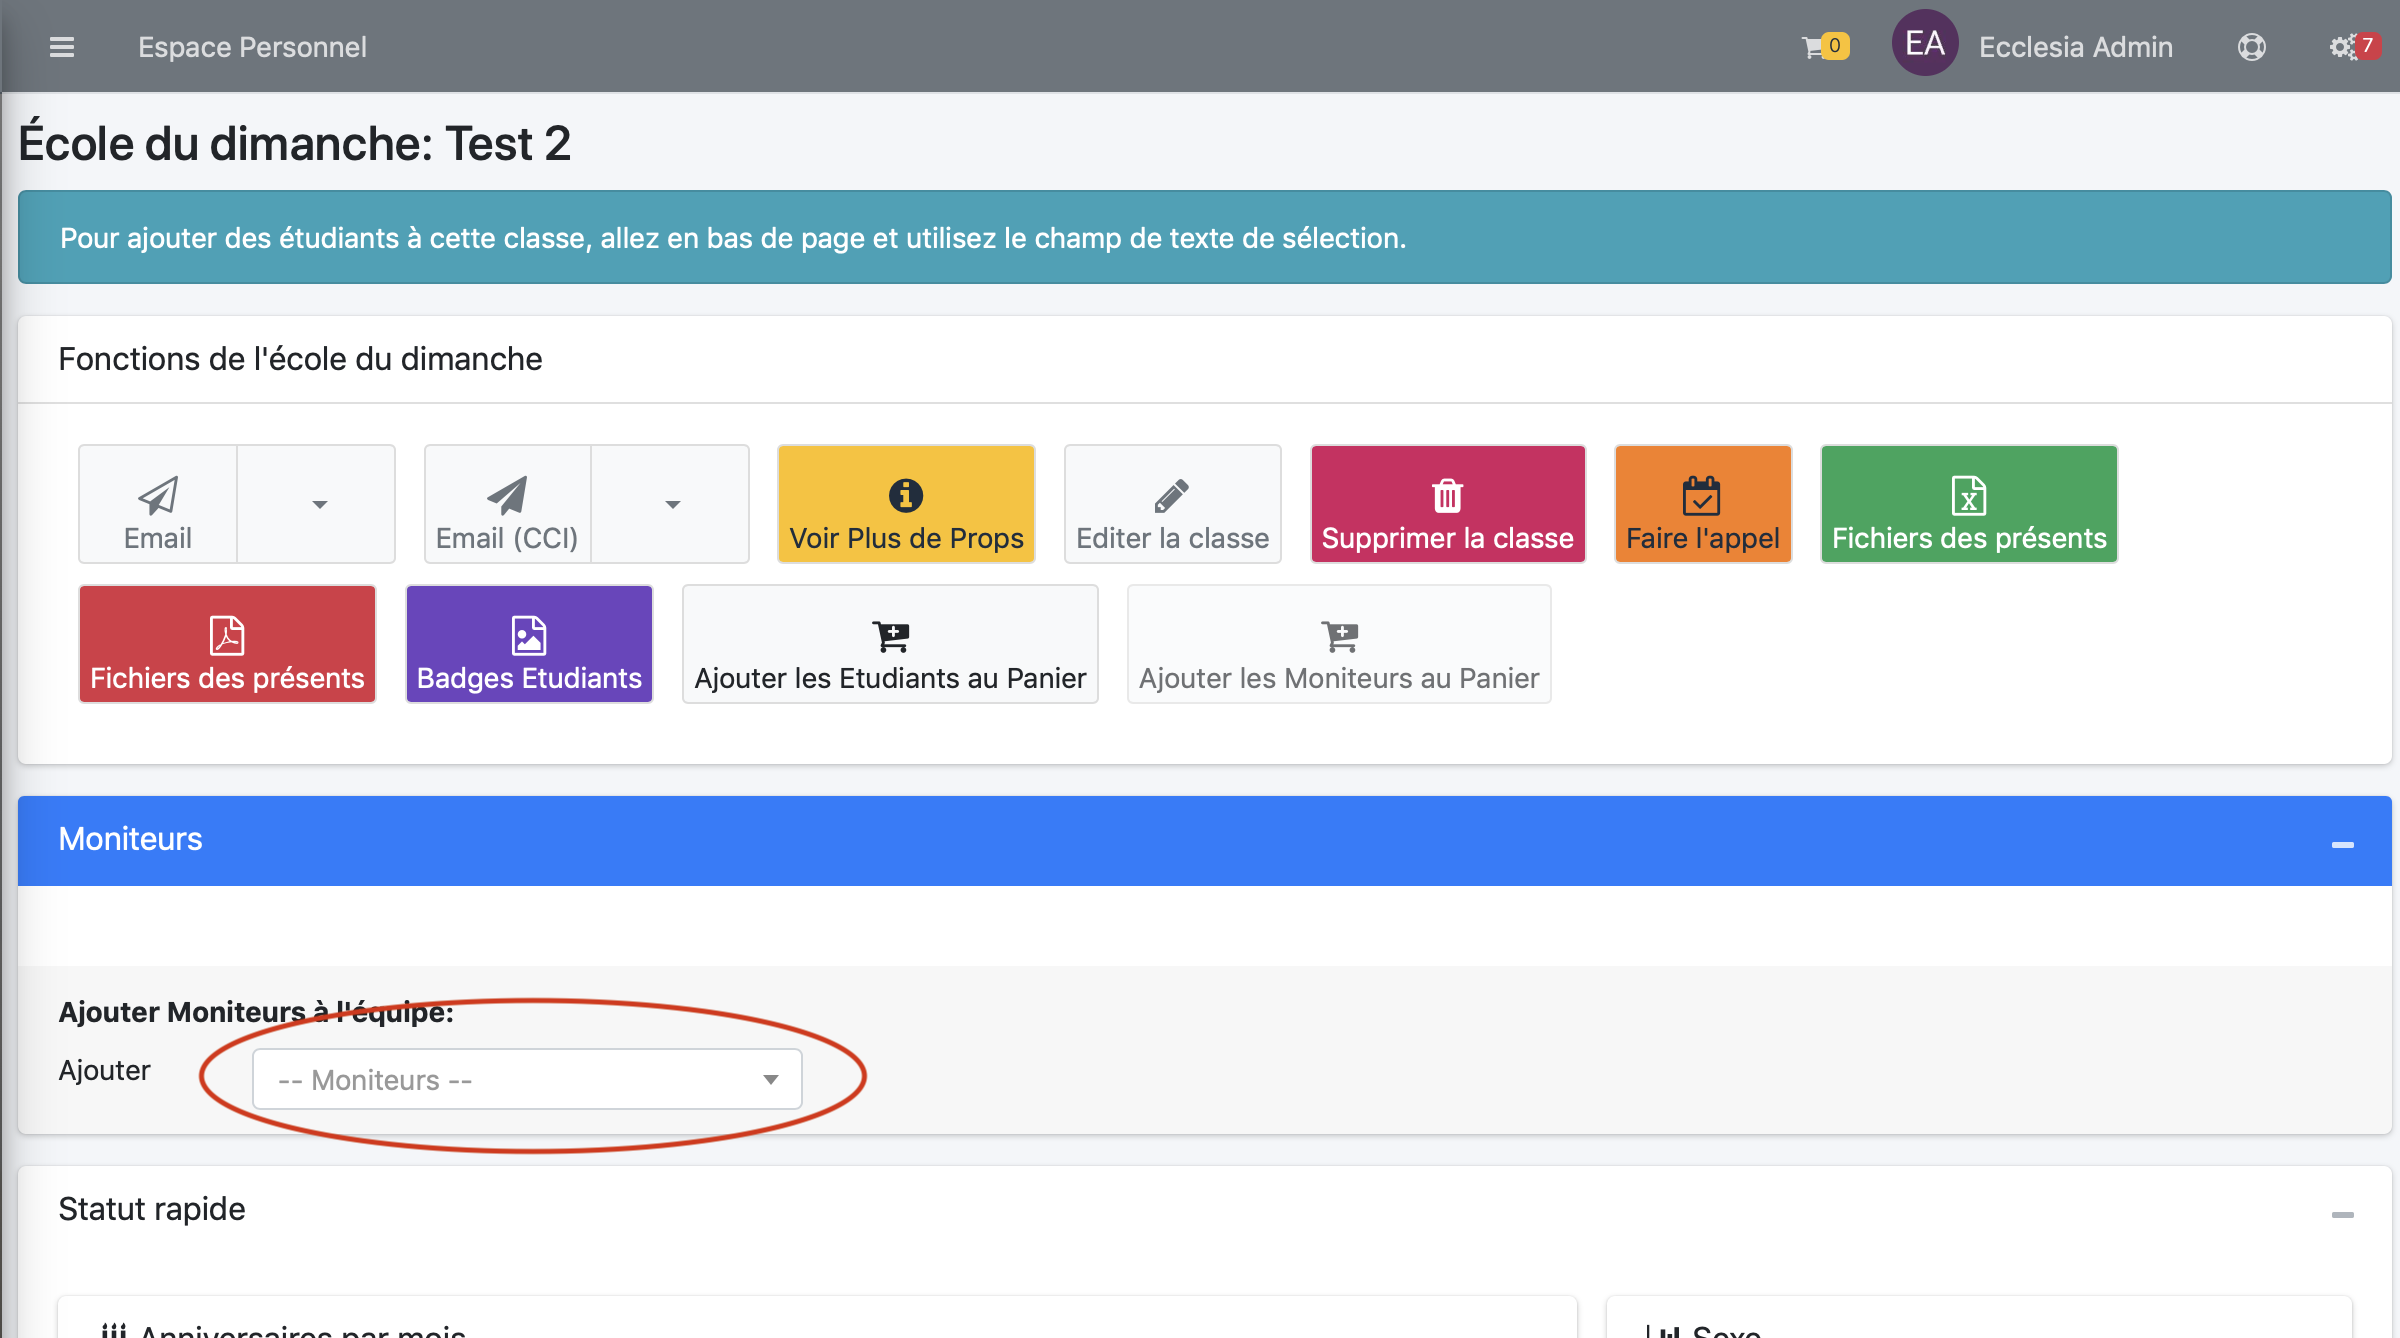 Espace Personnel
0
EA
Ecclesia Admin
7
École du dimanche: Test 2
Pour ajouter des étudiants à cette classe, allez en bas de page et utilisez le champ de texte de sélection.
Fonctions de l'école du dimanche
Email
Email (CCI)
Voir Plus de Props
Editer la classe
Supprimer la classe
Faire l'appel
Fichiers des présents
Fichiers des présents
Badges Etudiants
Ajouter les Etudiants au Panier
Ajouter les Moniteurs au Panier
Moniteurs
Ajouter Moniteurs à l'équipe:
Ajouter
-- Moniteurs --
Statut rapide
Anniversaires par mois
Sexe